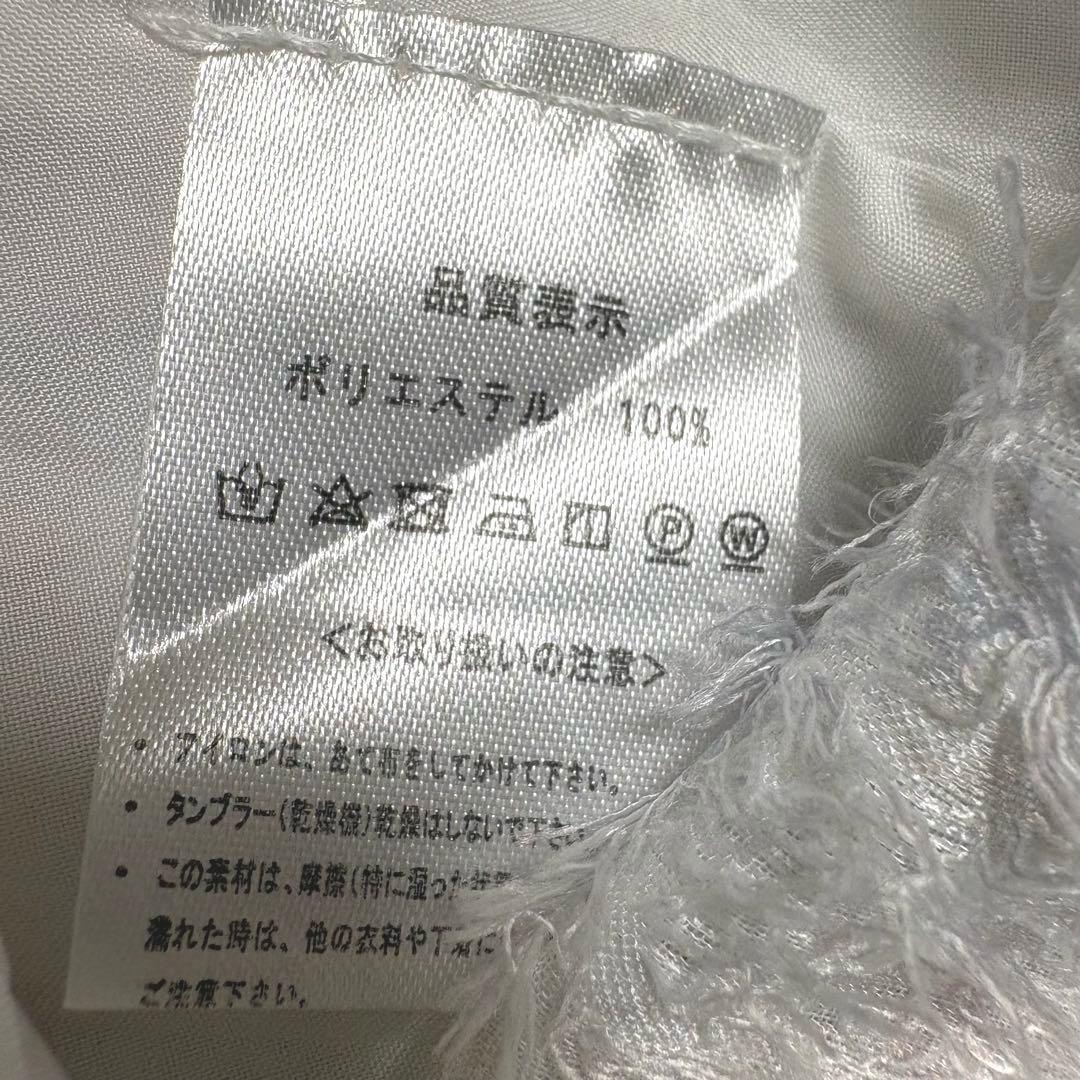 品質表示
ポリエステル 100%
P W
<お取り扱いの注意>
・アイロンは、あて布をしてかけて下さい。
・タンブラー(乾燥機)乾燥はしないで下さい
・この素材は、摩擦(特に湿った状態
濡れた時は、他の衣料や下着に
ご注意下さい。